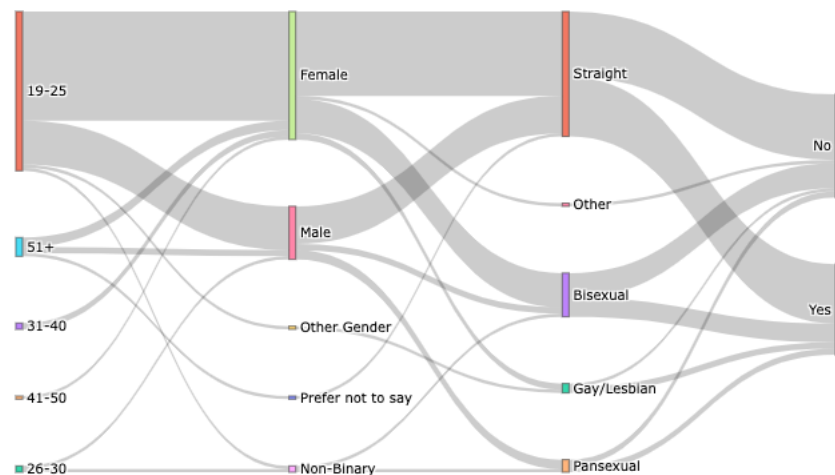 19-25
51+
31-40
41-50
26-30
Female
Male
Other Gender
Prefer not to say
Non-Binary
Straight
Other
Bisexual
Gay/Lesbian
Pansexual
No
Yes